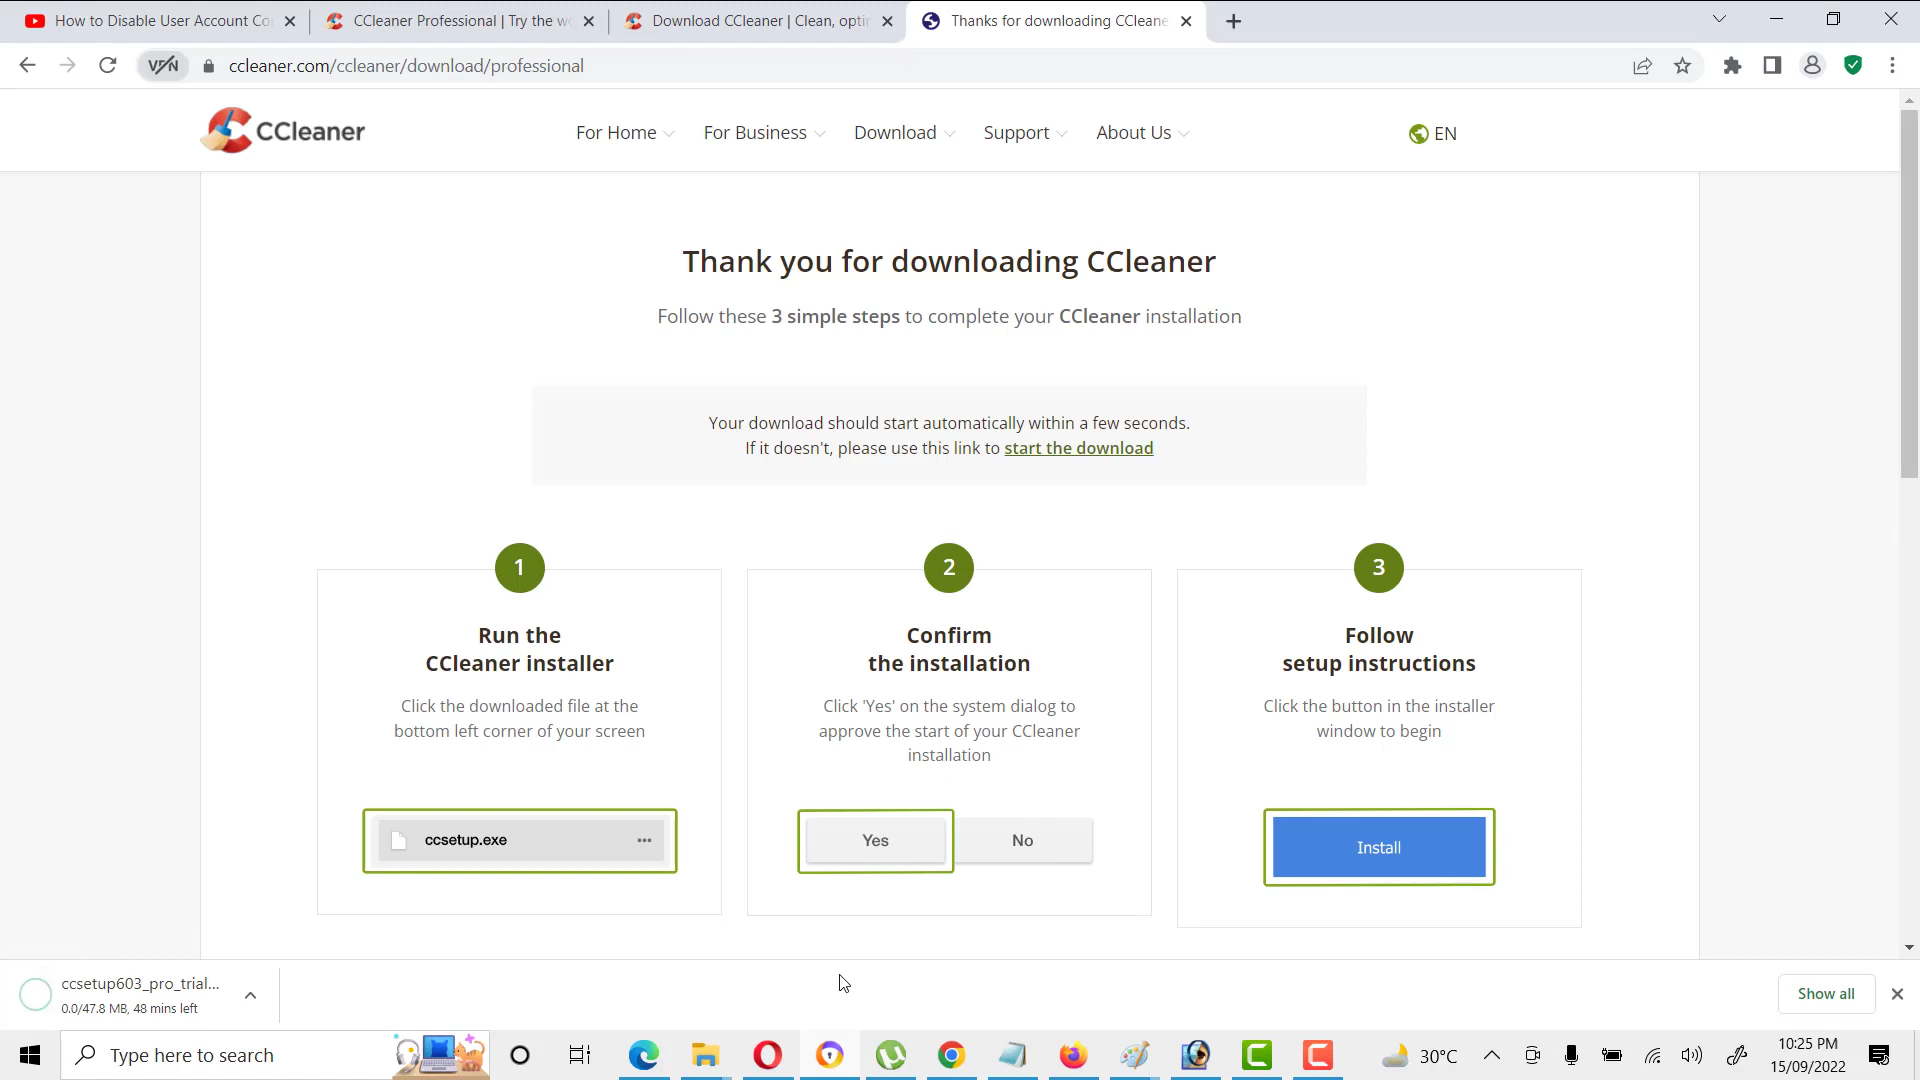 How to Disable User Account Co
CCleaner Professional | Try the wo
Download CCleaner | Clean, optim
Thanks for downloading CCleane
VPN
ccleaner.com/ccleaner/download/professional
CCleaner
For Home
For Business
Download
Support
About Us
EN
Thank you for downloading CCleaner
Follow these 3 simple steps to complete your CCleaner installation
Your download should start automatically within a few seconds.
If it doesn't, please use this link to start the download
1
Run the
CCleaner installer
Click the downloaded file at the
bottom left corner of your screen
ccsetup.exe
2
Confirm
the installation
Click 'Yes' on the system dialog to
approve the start of your CCleaner
installation
Yes
No
3
Follow
setup instructions
Click the button in the installer
window to begin
Install
ccsetup603_pro_trial...
0.0/47.8 MB, 48 mins left
Show all
Type here to search
30°C
10:25 PM
15/09/2022